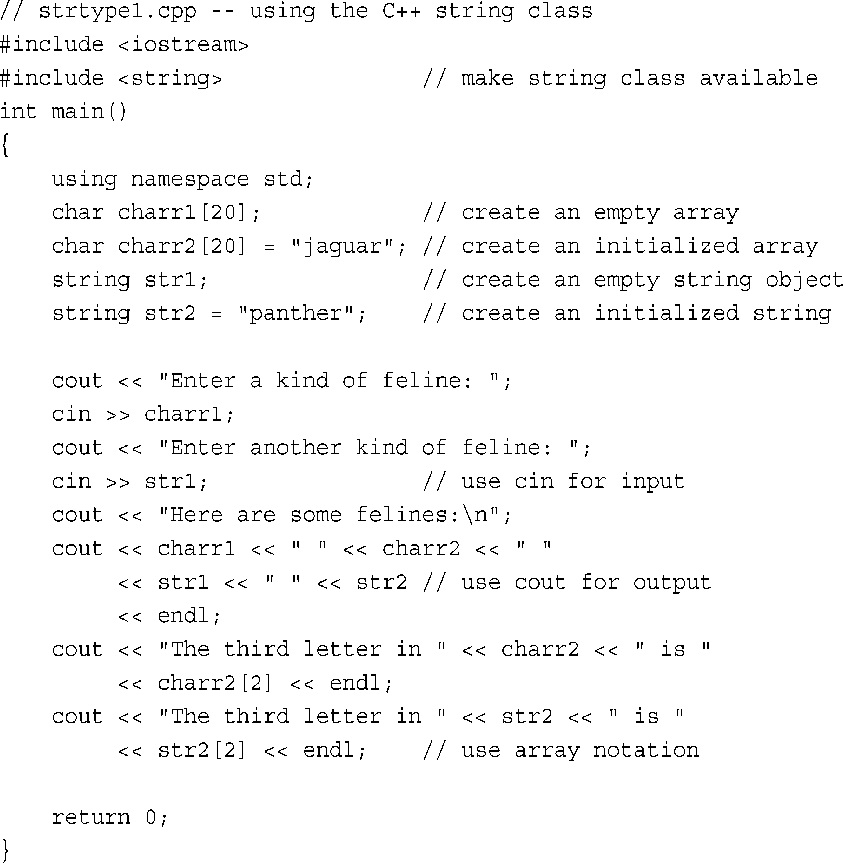 // strtype1.cpp -- using the C++ string class
#include <iostream>
#include <string>               // make string class available
int main()
{
    using namespace std;
    char charr1[20];            // create an empty array
    char charr2[20] = "jaguar"; // create an initialized array
    string str1;                // create an empty string object
    string str2 = "panther";    // create an initialized string
    cout << "Enter a kind of feline: ";
    cin >> charr1;
    cout << "Enter another kind of feline: ";
    cin >> str1;                // use cin for input
    cout << "Here are some felines:\n";
    cout << charr1 << " " << charr2 << " "
         << str1 << " " << str2 // use cout for output
         << endl;
    cout << "The third letter in " << charr2 << " is "
         << charr2[2] << endl;
    cout << "The third letter in " << str2 << " is "
         << str2[2] << endl;    // use array notation
    return 0;
}